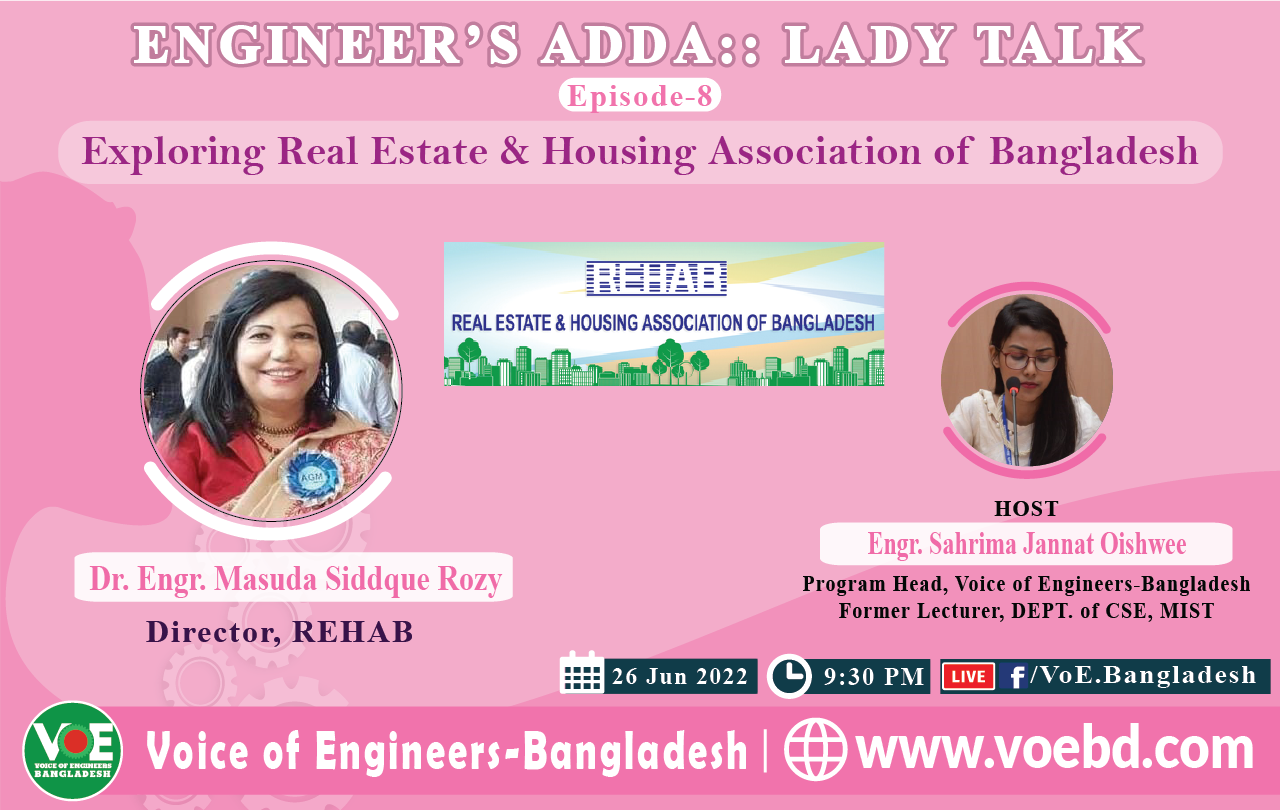 ENGINEER’S ADDA:: LADY TALK
Episode-8
Exploring Real Estate & Housing Association of Bangladesh
REHAB
REAL ESTATE & HOUSING ASSOCIATION OF BANGLADESH
AGM
Dr. Engr. Masuda Siddque Rozy
Director, REHAB
HOST
Engr. Sahrima Jannat Oishwee
Program Head, Voice of Engineers-Bangladesh
Former Lecturer, DEPT. of CSE, MIST
26 Jun 2022
9:30 PM
LIVE f/VoE.Bangladesh
VOE
VOICE OF ENGINEERS
BANGLADESH
Voice of Engineers-Bangladesh | www.voebd.com